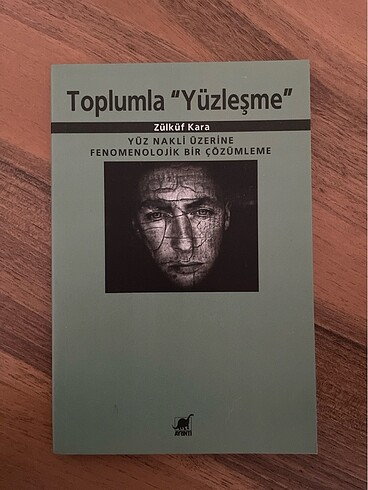 Toplumla "Yüzleşme"
Zülküf Kara
YÜZ NAKLİ ÜZERİNE
FENOMENOLOJİK BİR ÇÖZÜMLEME
AYRINTI